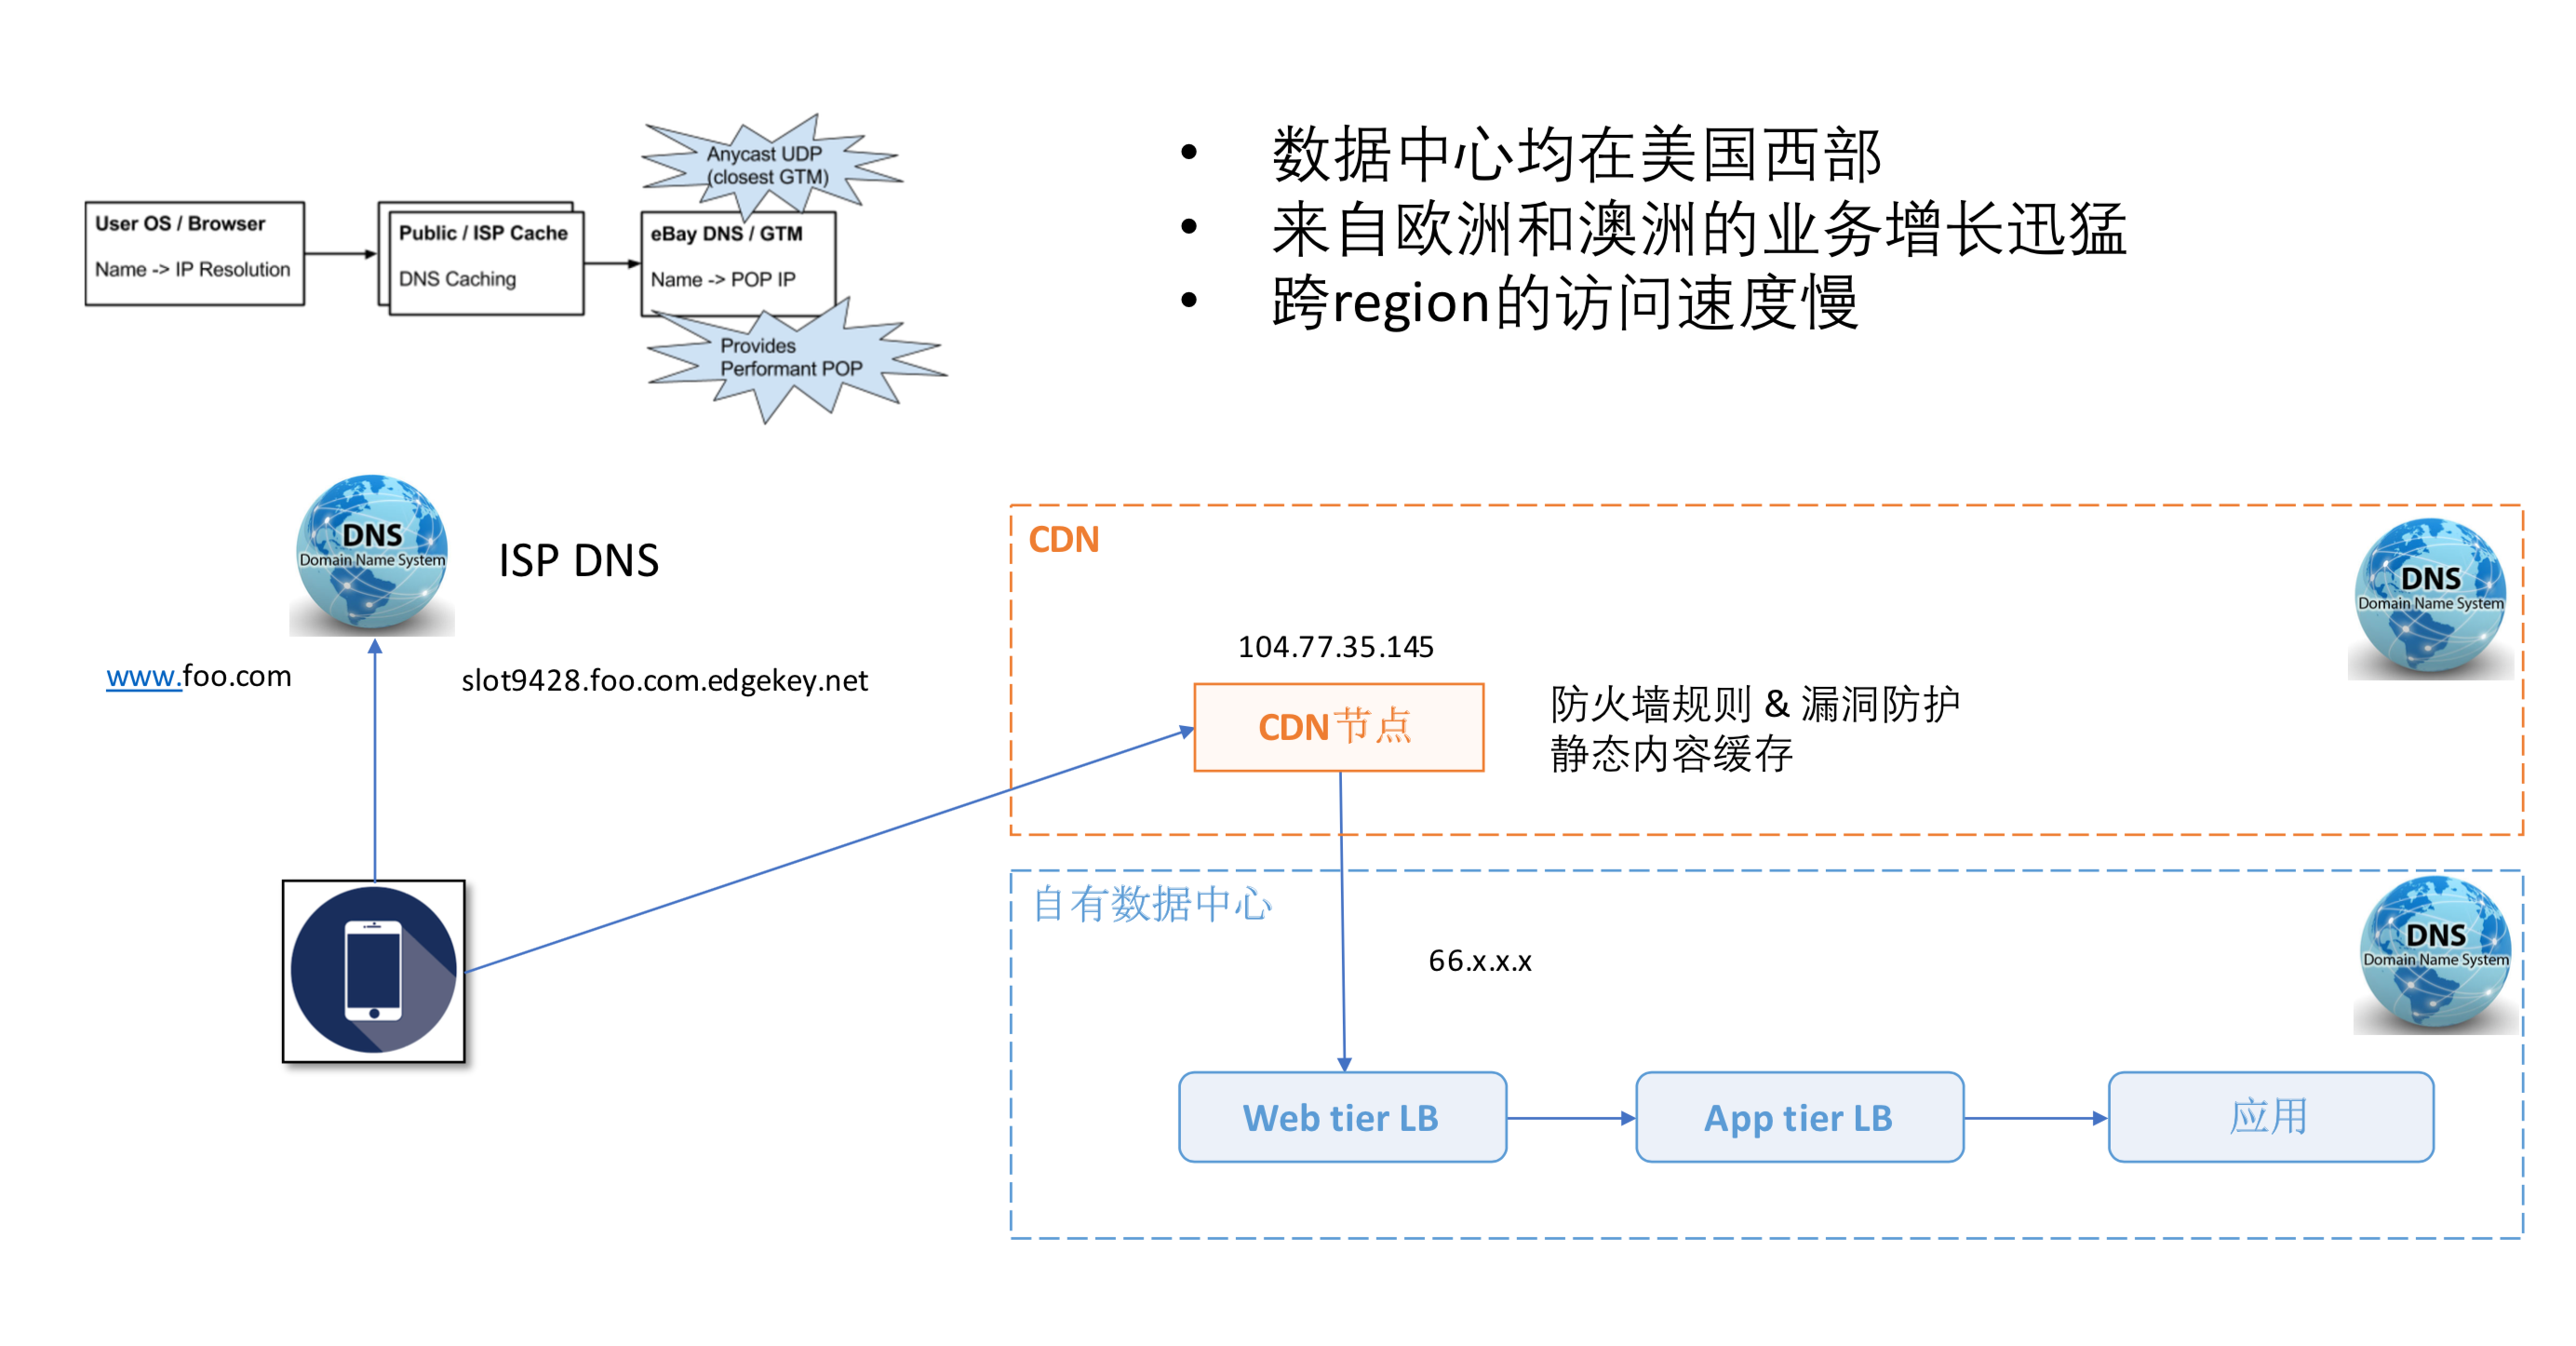 Anycast UDP
(closest GTM)
User OS / Browser
Name -> IP Resolution
Public / ISP Cache
DNS Caching
eBay DNS / GTM
Name -> POP IP
Provides
Performant POP
• 数据中心均在美国西部
• 来自欧洲和澳洲的业务增长迅猛
• 跨region的访问速度慢
DNS
Domain Name System
ISP DNS
www.foo.com
slot9428.foo.com.edgekey.net
CDN
DNS
Domain Name System
104.77.35.145
CDN节点
防火墙规则 & 漏洞防护
静态内容缓存
自有数据中心
DNS
Domain Name System
66.x.x.x
Web tier LB
App tier LB
应用